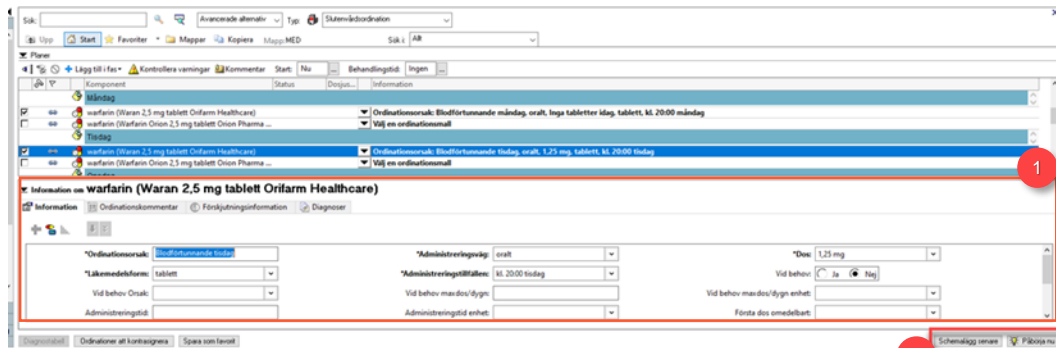 Sök: Avancerade alternativ Typ: Slutenvårdsordination
Upp Start Favoriter Mappar Kopiera Mapp: MED Sök i: Allt
Planer
Lägg till i fas Kontrollera varningar Kommentar Start: Nu ... Behandlingstid: Ingen ...
Komponent Status Dosjus... Information
Måndag
warfarin (Waran 2,5 mg tablett Orifarm Healthcare) Ordinationsorsak: Blodförtunnande måndag, oralt, Inga tabletter idag, tablett, kl. 20:00 måndag
warfarin (Warfarin Orion 2,5 mg tablett Orion Pharma ... Välj en ordinationsmall
Tisdag
warfarin (Waran 2,5 mg tablett Orifarm Healthcare) Ordinationsorsak: Blodförtunnande tisdag, oralt, 1,25 mg, tablett, kl. 20:00 tisdag
warfarin (Warfarin Orion 2,5 mg tablett Orion Pharma ... Välj en ordinationsmall
1
Information om warfarin (Waran 2,5 mg tablett Orifarm Healthcare)
Information Ordinationskommentar Förskjutningsinformation Diagnoser
*Ordinationsorsak: Blodförtunnande tisdag *Administreringsväg: oralt *Dos: 1,25 mg
*Läkemedelsform: tablett *Administreringstillfällen: kl. 20:00 tisdag Vid behov: Ja Nej
Vid behov Orsak: Vid behov maxdos/dygn: Vid behov maxdos/dygn enhet:
Administreringstid: Administreringstid enhet: Första dos omedelbart:
Diagnostabell Ordinationer att kontrasignera Spara som favorit Schemalägg senare Påbörja nu